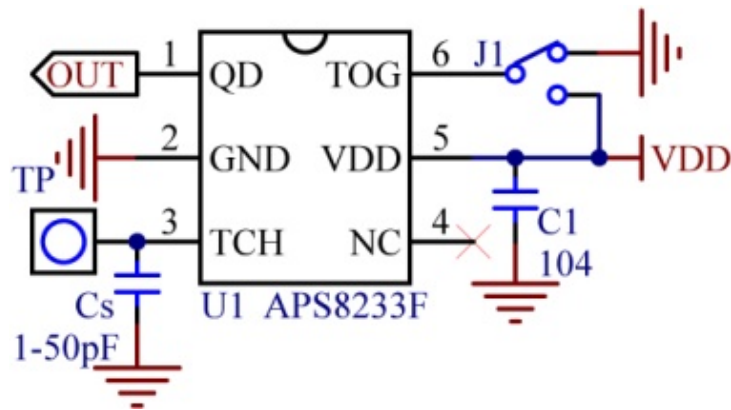 OUT 1 QD TOG 6 J1
2 GND VDD 5 VDD
TP
3 TCH NC 4 C1
104
Cs U1 APS8233F
1-50pF